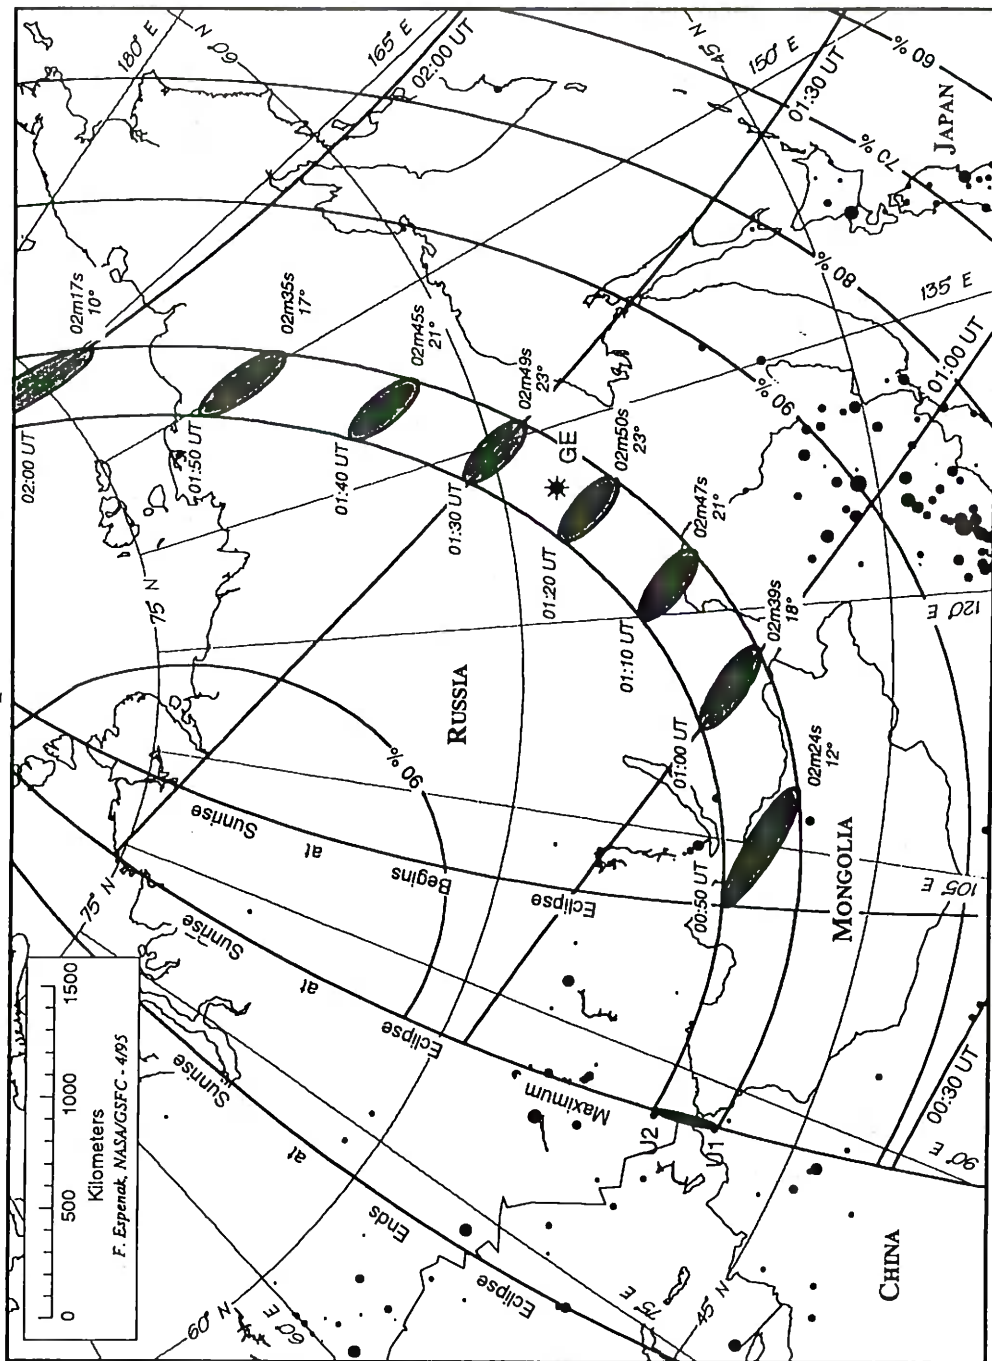 0 500 1000 1500
Kilometers
F. Espenak, NASA/GSFC - 4/95
180° E
60° N
165° E
02:00 UT
45° N
150° E
01:30 UT
60 %
70 %
JAPAN
80 %
135° E
01:00 UT
90 %
120° E
105° E
00:30 UT
90° E
02:00 UT
02m17s
10°
01:50 UT
02m35s
17°
01:40 UT
02m45s
21°
01:30 UT
02m49s
23°
GE
01:20 UT
02m50s
23°
01:10 UT
02m47s
21°
01:00 UT
02m39s
18°
00:50 UT
02m24s
12°
75° N
RUSSIA
90 %
MONGOLIA
CHINA
Eclipse Begins at Sunrise
Maximum Eclipse at Sunrise
Eclipse Ends at Sunrise
U2
U1
75° N
60° N
60° E
75° E
45° N